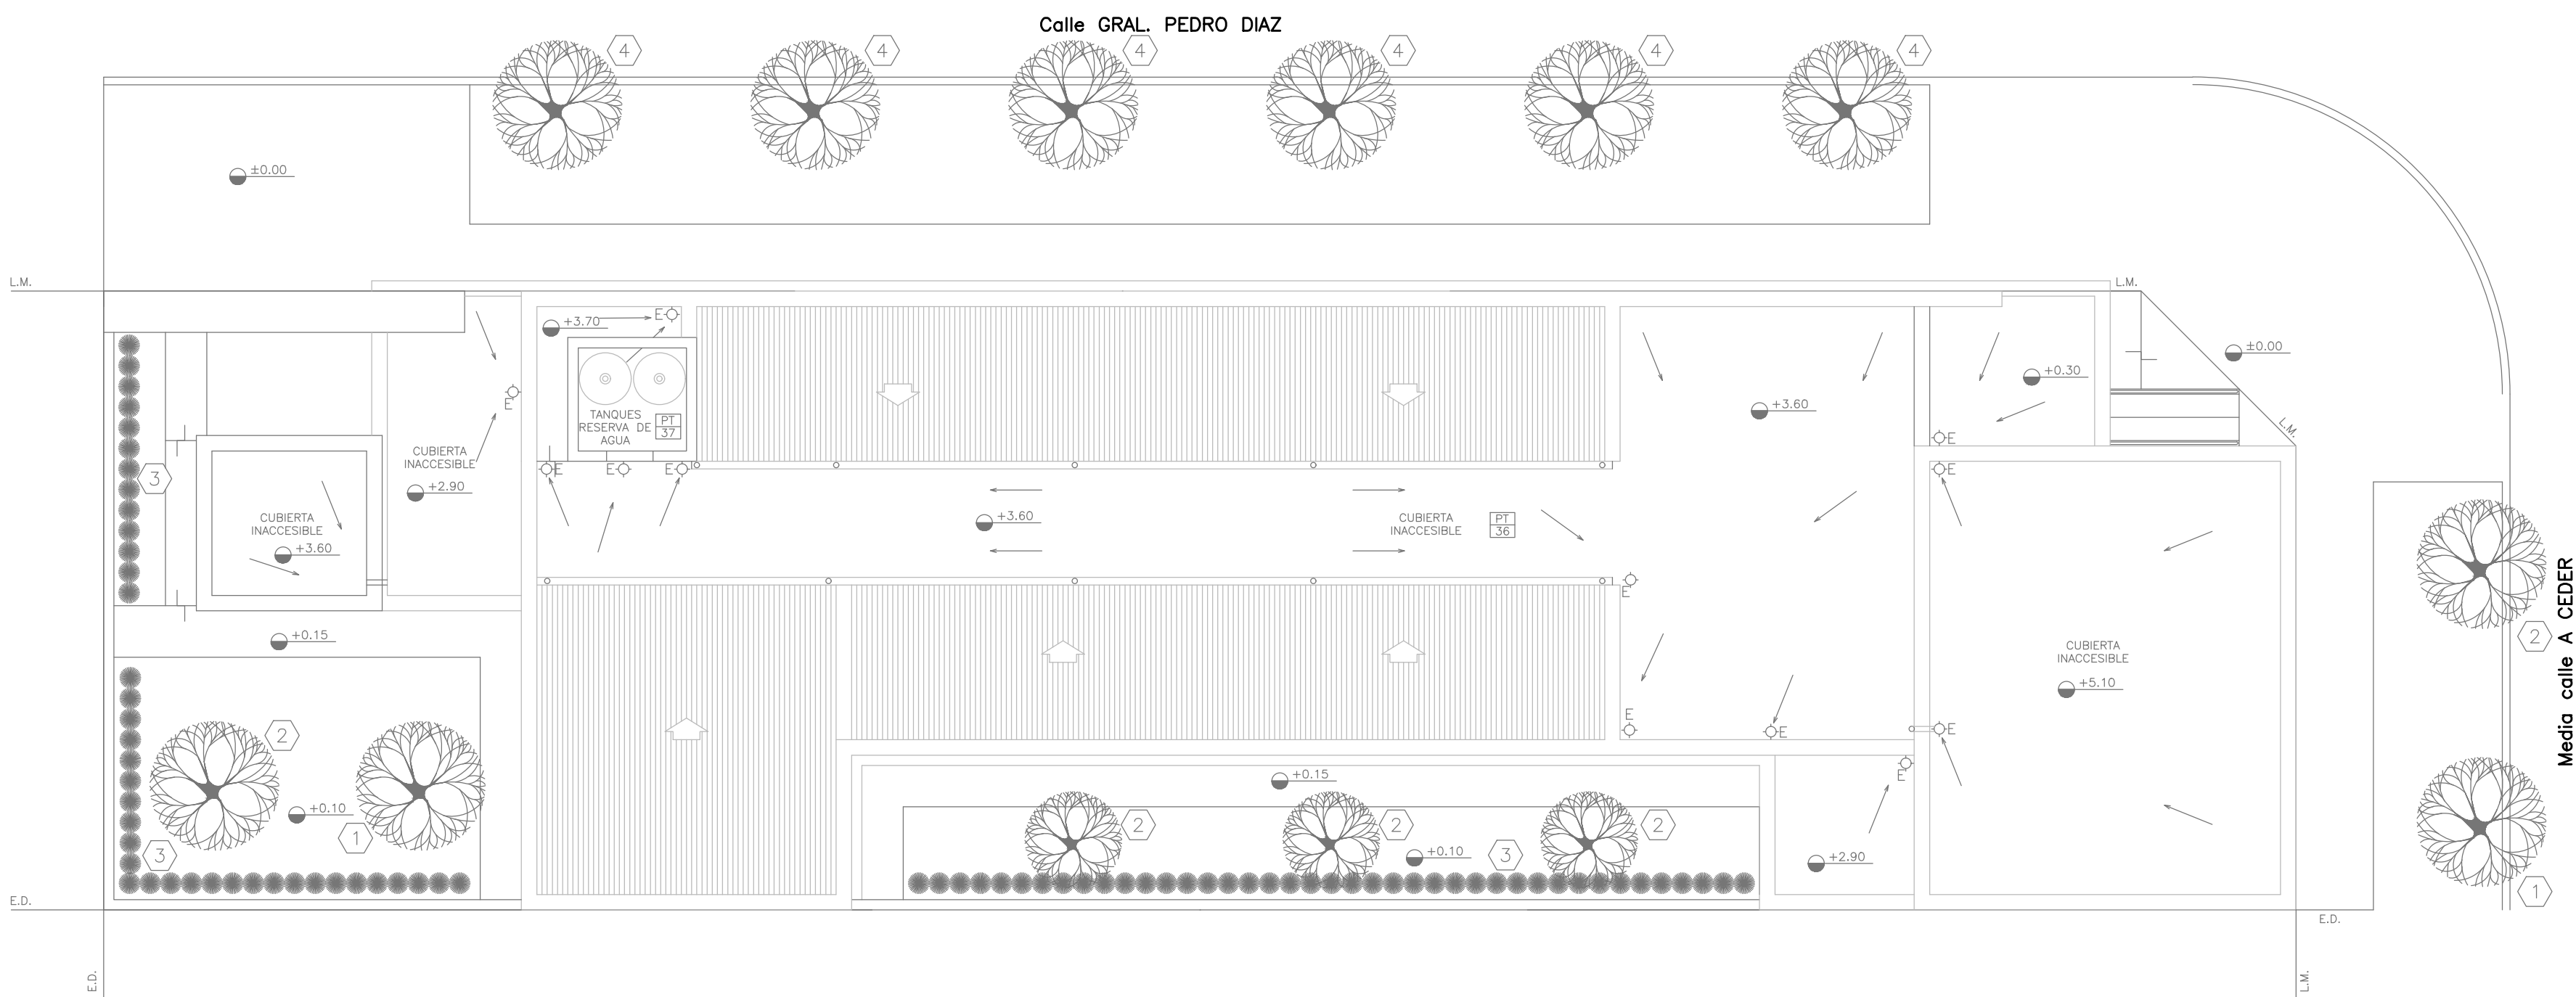 Calle GRAL. PEDRO DIAZ
4
4
4
4
4
4
±0.00
L.M.
L.M.
+3.70
E
±0.00
+0.30
E
+3.60
TANQUES
RESERVA DE
AGUA
PT
37
L.M.
E
CUBIERTA
INACCESIBLE
+2.90
E
E
E
E
3
CUBIERTA
INACCESIBLE
+3.60
+3.60
CUBIERTA
INACCESIBLE
PT
36
E
+0.15
2
Media calle A CEDER
CUBIERTA
INACCESIBLE
+5.10
2
E
E
E
E
+0.15
+0.10
1
3
2
2
2
+0.10
3
+2.90
1
E.D.
E.D.
E.D.
L.M.